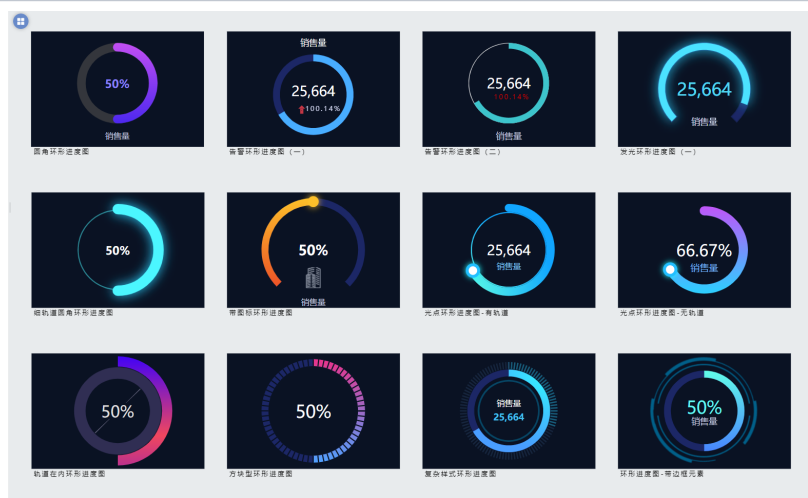 50%
销售量
圆角环形进度图
销售量
25,664
100.14%
告警环形进度图（一）
25,664
100.14%
销售量
告警环形进度图（二）
25,664
销售量
发光环形进度图（一）
50%
细轨道圆角环形进度图
50%
销售量
带图标环形进度图
25,664
销售量
光点环形进度图-有轨道
66.67%
销售量
光点环形进度图-无轨道
50%
轨道在内环形进度图
50%
方块型环形进度图
销售量
25,664
复杂样式环形进度图
50%
销售量
环形进度图-带边框元素